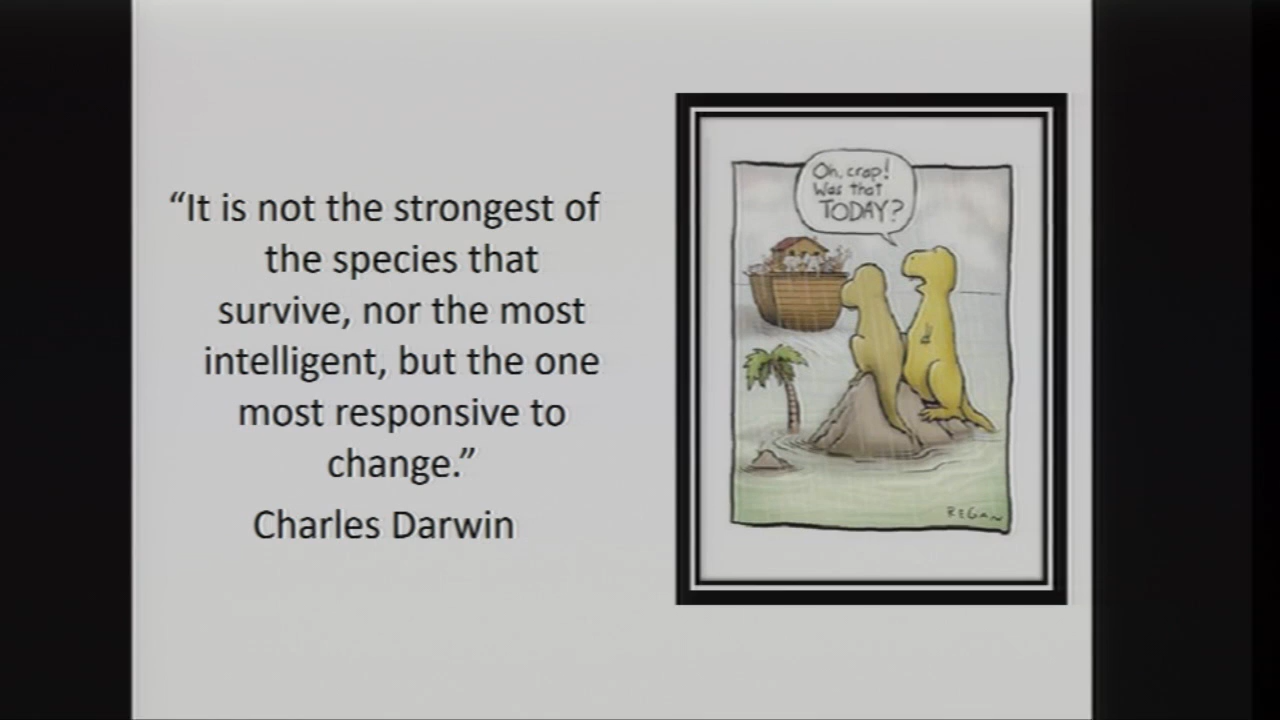 “It is not the strongest of
the species that
survive, nor the most
intelligent, but the one
most responsive to
change.”
Charles Darwin
Oh, crap!
Was that
TODAY?
REGAN